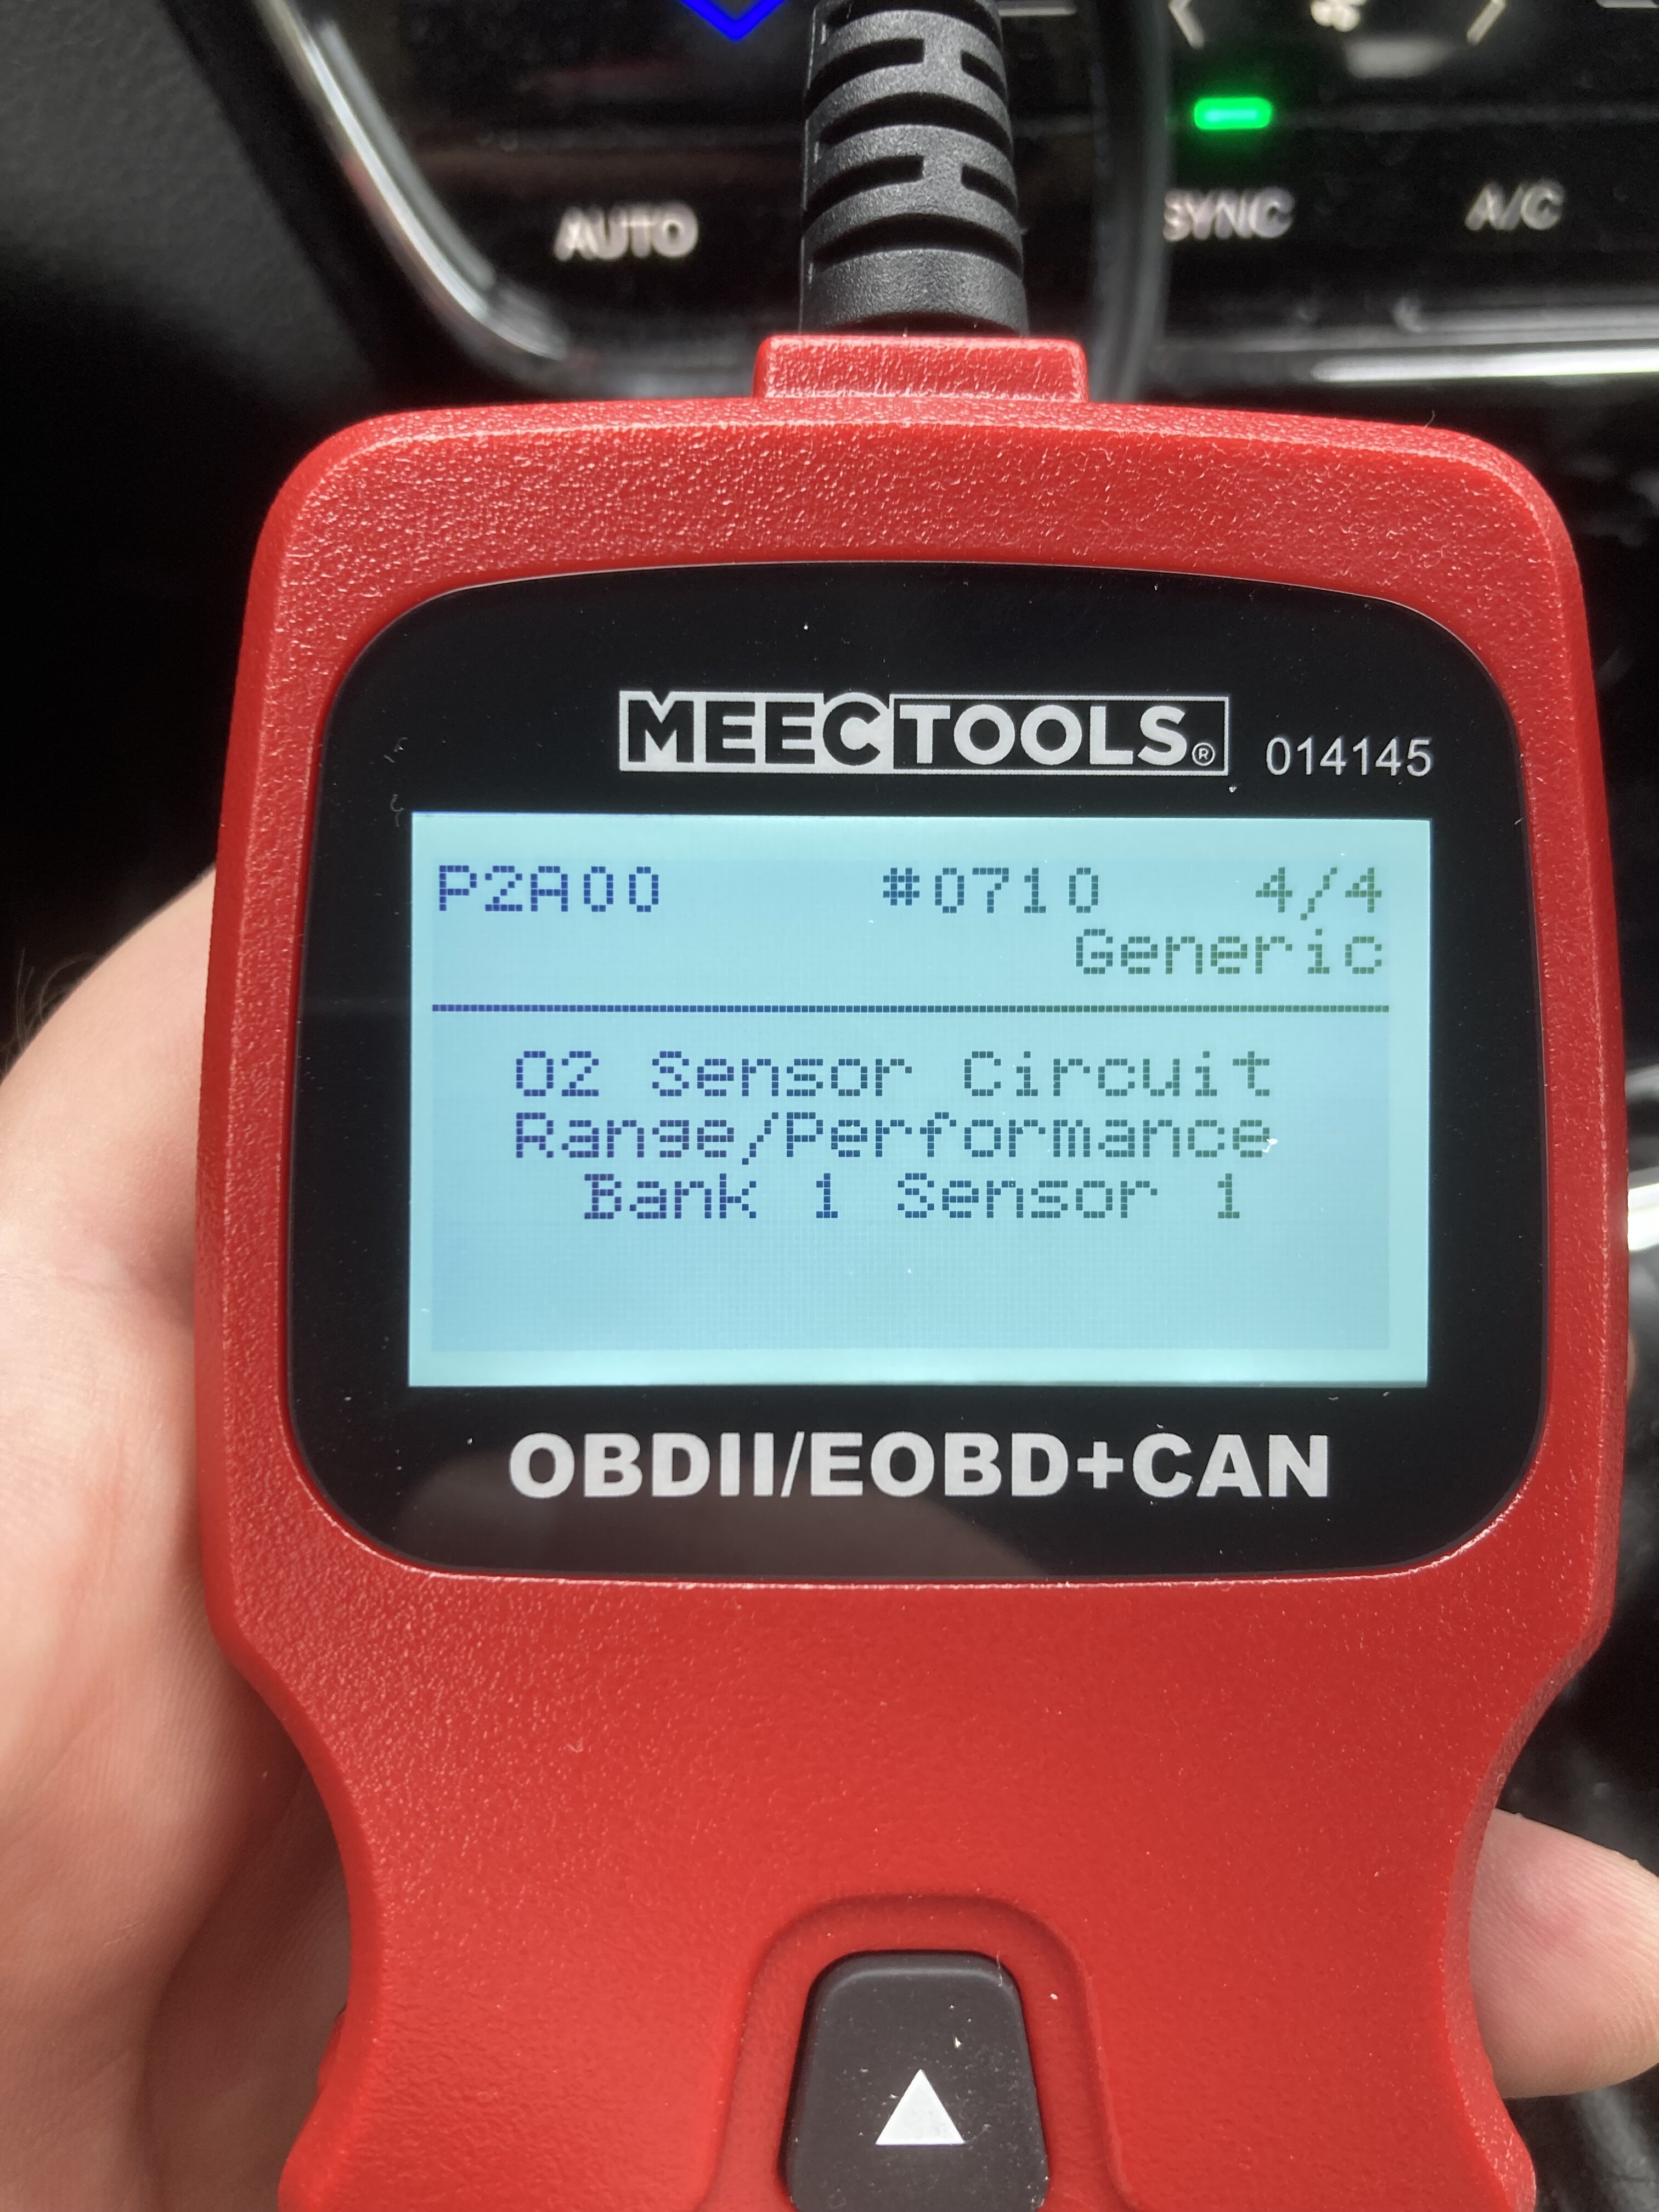 AUTO SYNC A/C
MEECTOOLS® 014145
P2A00 #0710 4/4
Generic
O2 Sensor Circuit
Range/Performance
Bank 1 Sensor 1
OBDII/EOBD+CAN